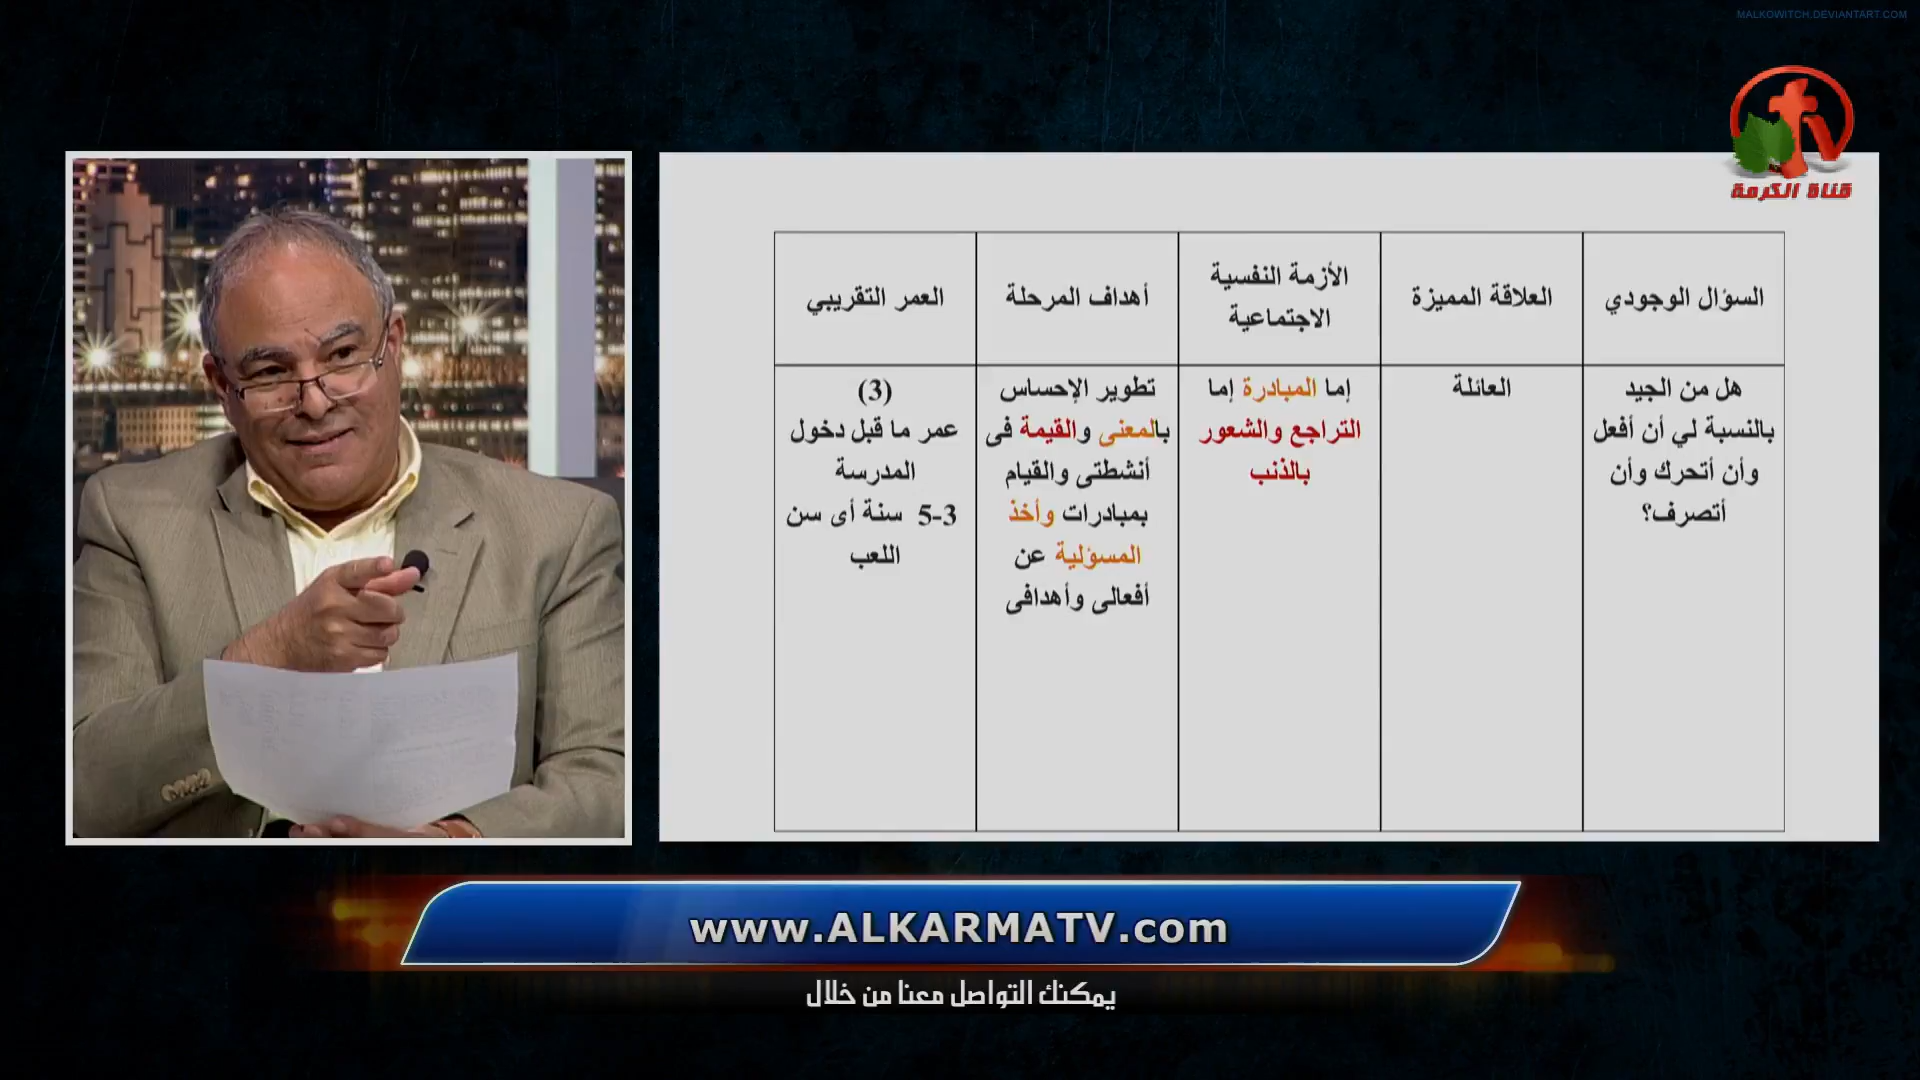 MALKOWITCH.DEVIANTART.COM
قناة الكرمة
السؤال الوجودي
العلاقة المميزة
الأزمة النفسية
الاجتماعية
أهداف المرحلة
العمر التقريبي
هل من الجيد
بالنسبة لي أن أفعل
وأن أتحرك وأن
أتصرف؟
العائلة
إما المبادرة إما
التراجع والشعور
بالذنب
تطوير الإحساس
بالمعنى والقيمة فى
أنشطتى والقيام
بمبادرات وأخذ
المسؤلية عن
أفعالى وأهدافى
(3)
عمر ما قبل دخول
المدرسة
3-5 سنة أى سن
اللعب
www.ALKARMATV.com
يمكنك التواصل معنا من خلال